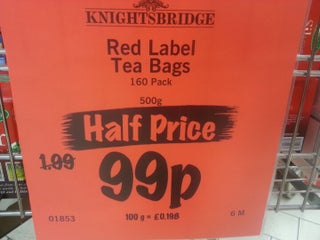 KNIGHTSBRIDGE
Red Label
Tea Bags
160 Pack
500g
Half Price
1.99
99p
01853
100 g = £0.198
6 M